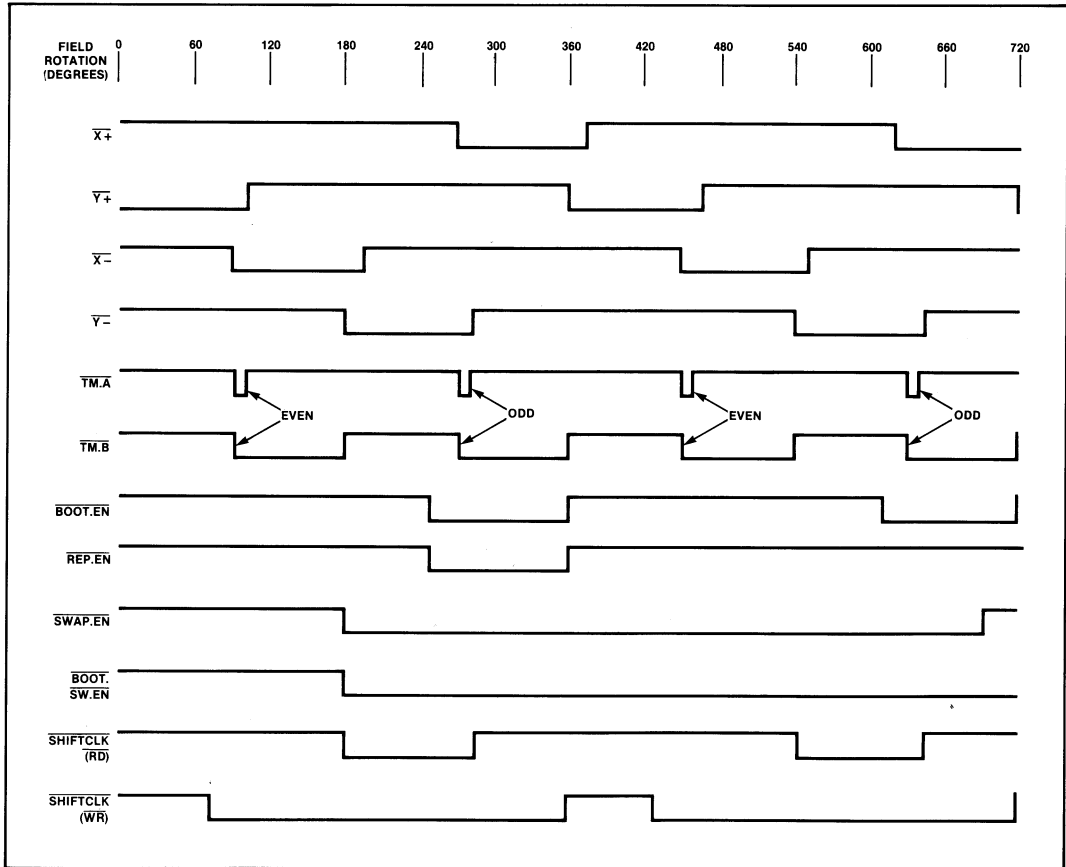 FIELD
ROTATION
(DEGREES)
0 60 120 180 240 300 360 420 480 540 600 660 720
X+
Y+
X−
Y−
TM.A
EVEN ODD EVEN ODD
TM.B
BOOT.EN
REP.EN
SWAP.EN
BOOT.
SW.EN
SHIFTCLK
(RD)
SHIFTCLK
(WR)